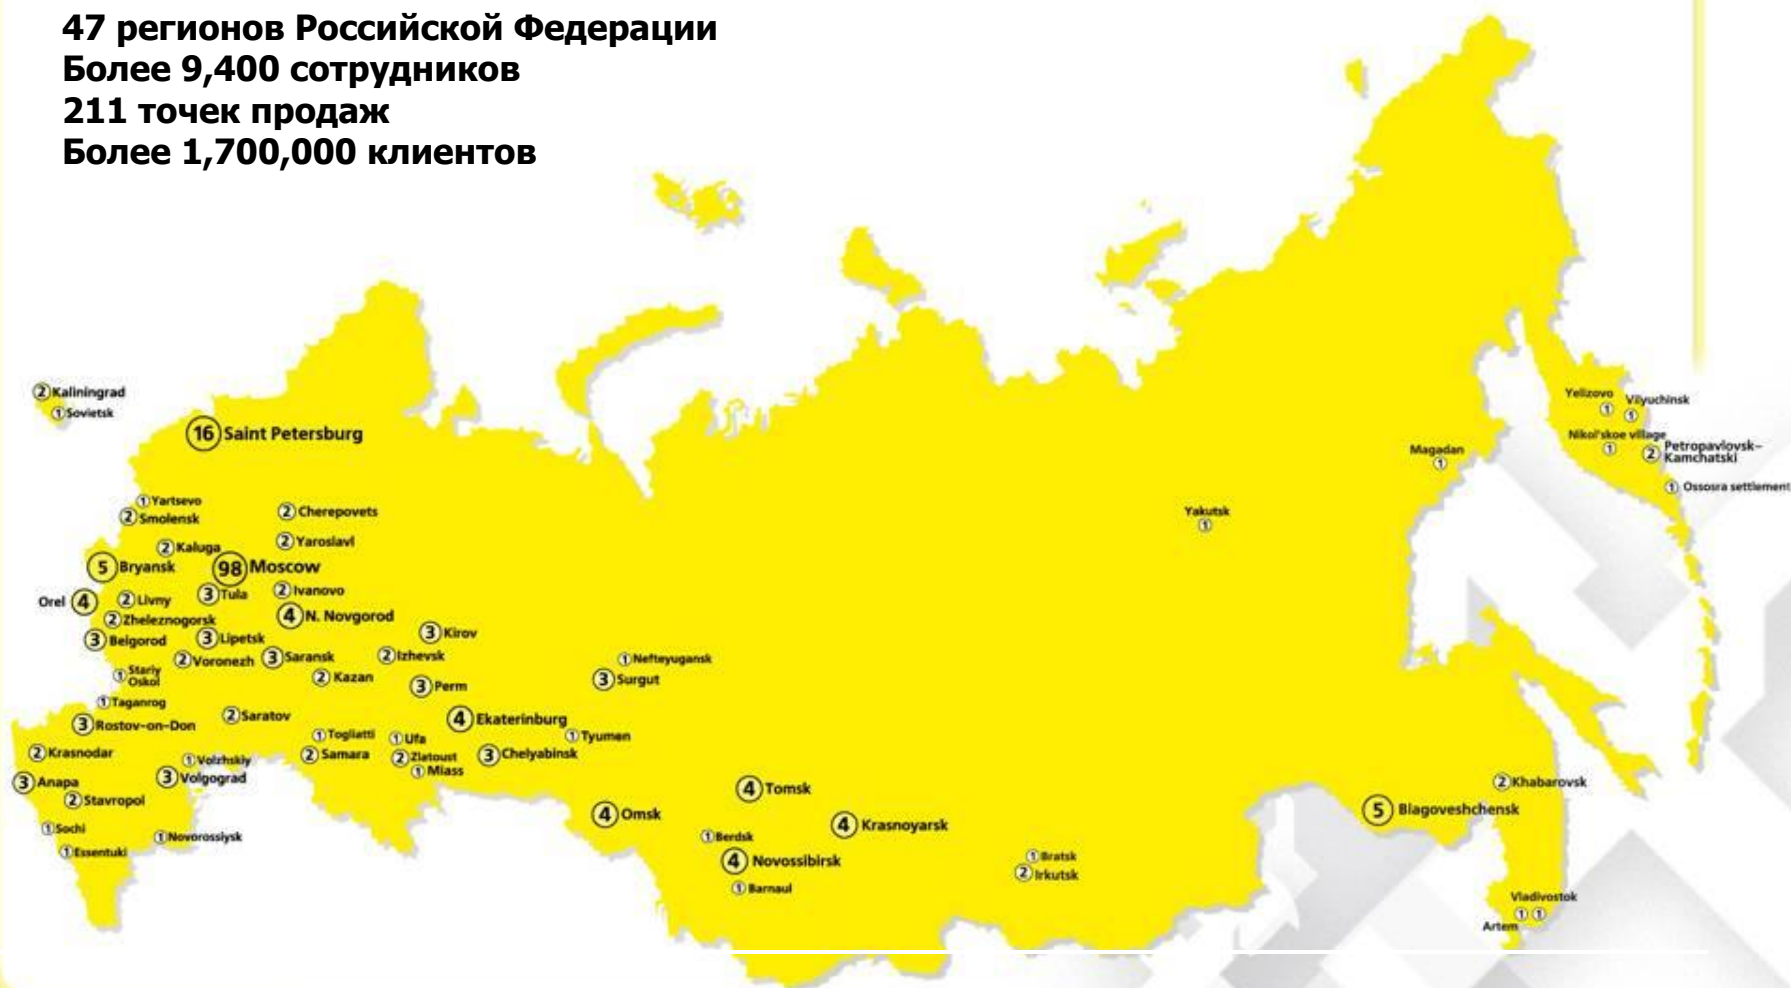 47 регионов Российской Федерации
Более 9,400 сотрудников
211 точек продаж
Более 1,700,000 клиентов
2 Kaliningrad
1 Sovietsk
16 Saint Petersburg
Yelizovo
1
Vilyuchinsk
1
Nikol'skoe village
1
2 Petropavlovsk-
Kamchatski
1 Ossosra settlement
Magadan
1
Yakutsk
1
1 Yartsevo
2 Smolensk
2 Cherepovets
2 Yaroslavl
2 Kaluga
5 Bryansk
98 Moscow
Orel 4
2 Livny
3 Tula
2 Ivanovo
2 Zheleznogorsk
4 N. Novgorod
3 Belgorod
3 Lipetsk
3 Kirov
2 Voronezh
3 Saransk
2 Izhevsk
1 Nefteyugansk
1 Stariy
Oskol
2 Kazan
3 Perm
3 Surgut
1 Taganrog
3 Rostov-on-Don
2 Saratov
4 Ekaterinburg
1 Togliatti
1 Ufa
1 Tyumen
2 Krasnodar
1 Volzhskiy
2 Samara
2 Zlatoust
3 Chelyabinsk
1 Miass
3 Anapa
3 Volgograd
2 Stavropol
4 Tomsk
2 Khabarovsk
4 Omsk
5 Blagoveshchensk
1 Sochi
1 Novorossiysk
1 Berdsk
4 Krasnoyarsk
1 Essentuki
4 Novossibirsk
1 Bratsk
2 Irkutsk
1 Barnaul
Vladivostok
1 1
Artem